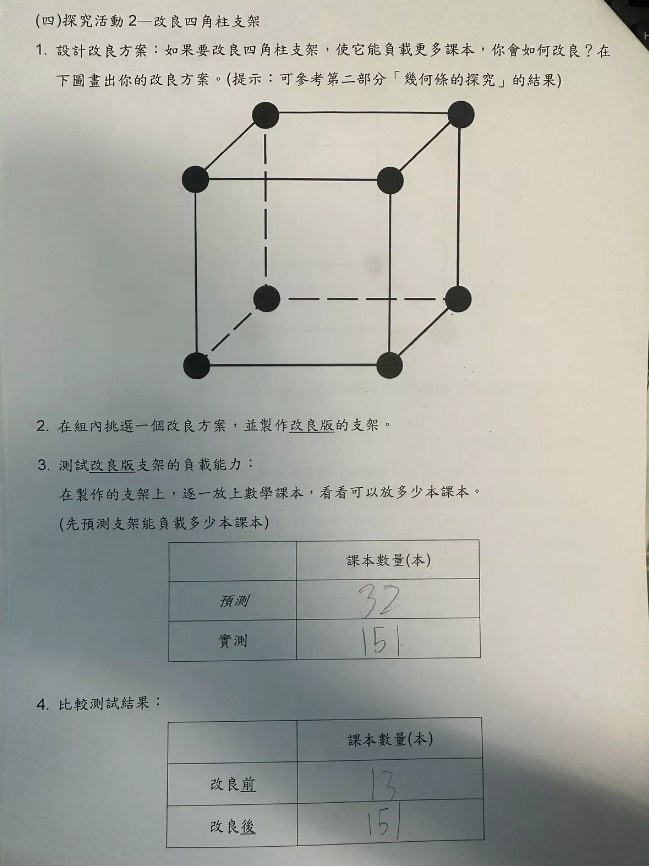 (四)探究活動 2—改良四角柱支架
1. 設計改良方案：如果要改良四角柱支架，使它能負載更多課本，你會如何改良？在
下圖畫出你的改良方案。(提示：可參考第二部分「幾何條的探究」的結果)
2. 在組內挑選一個改良方案，並製作改良版的支架。
3. 測試改良版支架的負載能力：
在製作的支架上，逐一放上數學課本，看看可以放多少本課本。
(先預測支架能負載多少本課本)
課本數量(本)
預測 32
實測 151
4. 比較測試結果：
課本數量(本)
改良前 13
改良後 151